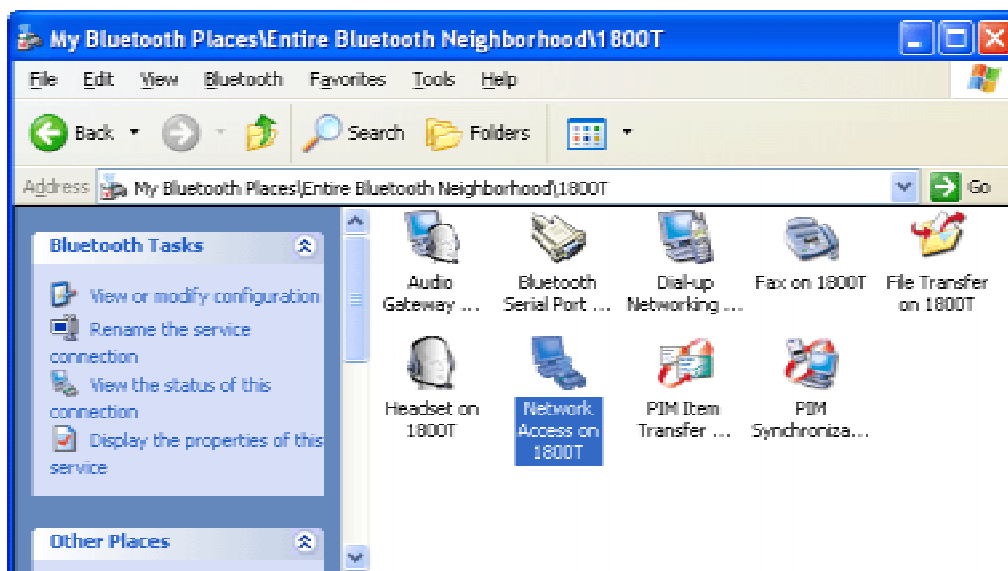 My Bluetooth Places\Entire Bluetooth Neighborhood\1800T
File Edit View Bluetooth Favorites Tools Help
Back Search Folders
Address My Bluetooth Places\Entire Bluetooth Neighborhood\1800T Go
Bluetooth Tasks
View or modify configuration
Rename the service
connection
View the status of this
connection
Display the properties of this
service
Other Places
Audio
Gateway ...
Bluetooth
Serial Port ...
Dial-up
Networking ...
Fax on 1800T
File Transfer
on 1800T
Headset on
1800T
Network
Access on
1800T
PIM Item
Transfer ...
PIM
Synchroniza...